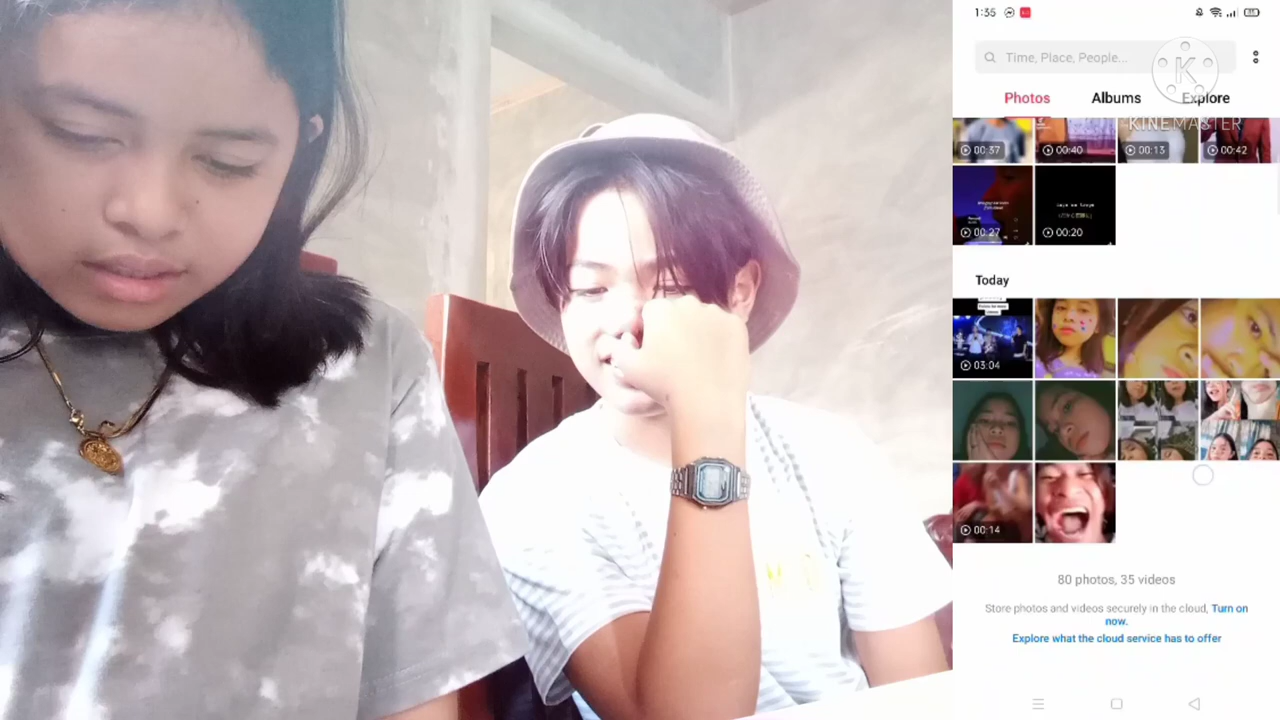 1:35
Time, Place, People...
Photos Albums Explore
K
KINEMASTER
00:37 00:40 00:13 00:42
00:27 00:20
Today
03:04
00:14
80 photos, 35 videos
Store photos and videos securely in the cloud, Turn on
now.
Explore what the cloud service has to offer